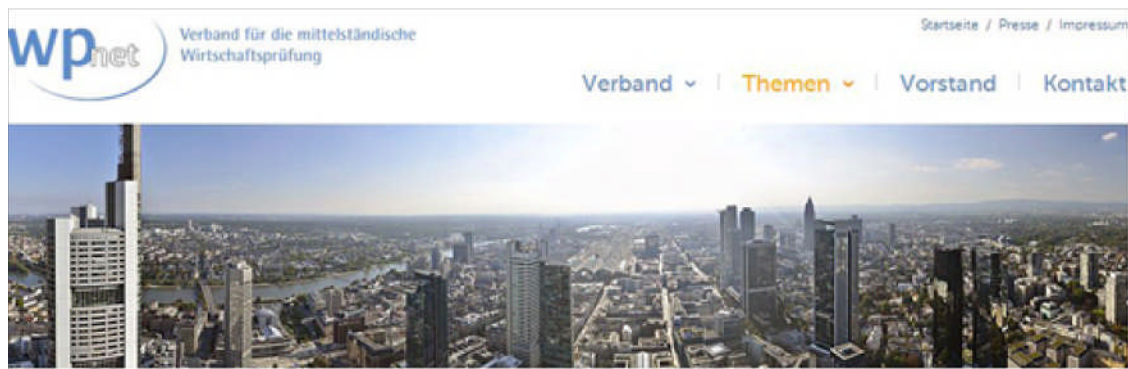 wpnet
Verband für die mittelständische
Wirtschaftsprüfung
Startseite / Presse / Impressum
Verband
Themen
Vorstand
Kontakt